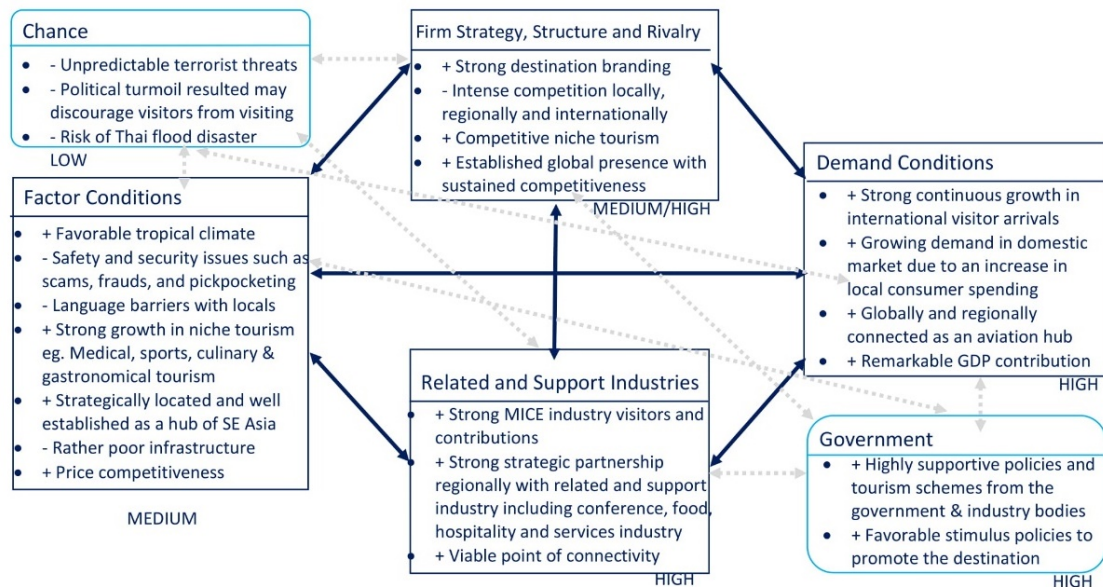 Chance
• - Unpredictable terrorist threats
• - Political turmoil resulted may
discourage visitors from visiting
• - Risk of Thai flood disaster
LOW
Firm Strategy, Structure and Rivalry
• + Strong destination branding
• - Intense competition locally,
regionally and internationally
• + Competitive niche tourism
• + Established global presence with
sustained competitiveness
MEDIUM/HIGH
Factor Conditions
• + Favorable tropical climate
• - Safety and security issues such as
scams, frauds, and pickpocketing
• - Language barriers with locals
• + Strong growth in niche tourism
eg. Medical, sports, culinary &
gastronomical tourism
• + Strategically located and well
established as a hub of SE Asia
• - Rather poor infrastructure
• + Price competitiveness
MEDIUM
Demand Conditions
• + Strong continuous growth in
international visitor arrivals
• + Growing demand in domestic
market due to an increase in
local consumer spending
• + Globally and regionally
connected as an aviation hub
• + Remarkable GDP contribution
HIGH
Related and Support Industries
• + Strong MICE industry visitors and
contributions
• + Strong strategic partnership
regionally with related and support
industry including conference, food,
hospitality and services industry
• + Viable point of connectivity
HIGH
Government
• + Highly supportive policies and
tourism schemes from the
government & industry bodies
• + Favorable stimulus policies to
promote the destination
HIGH